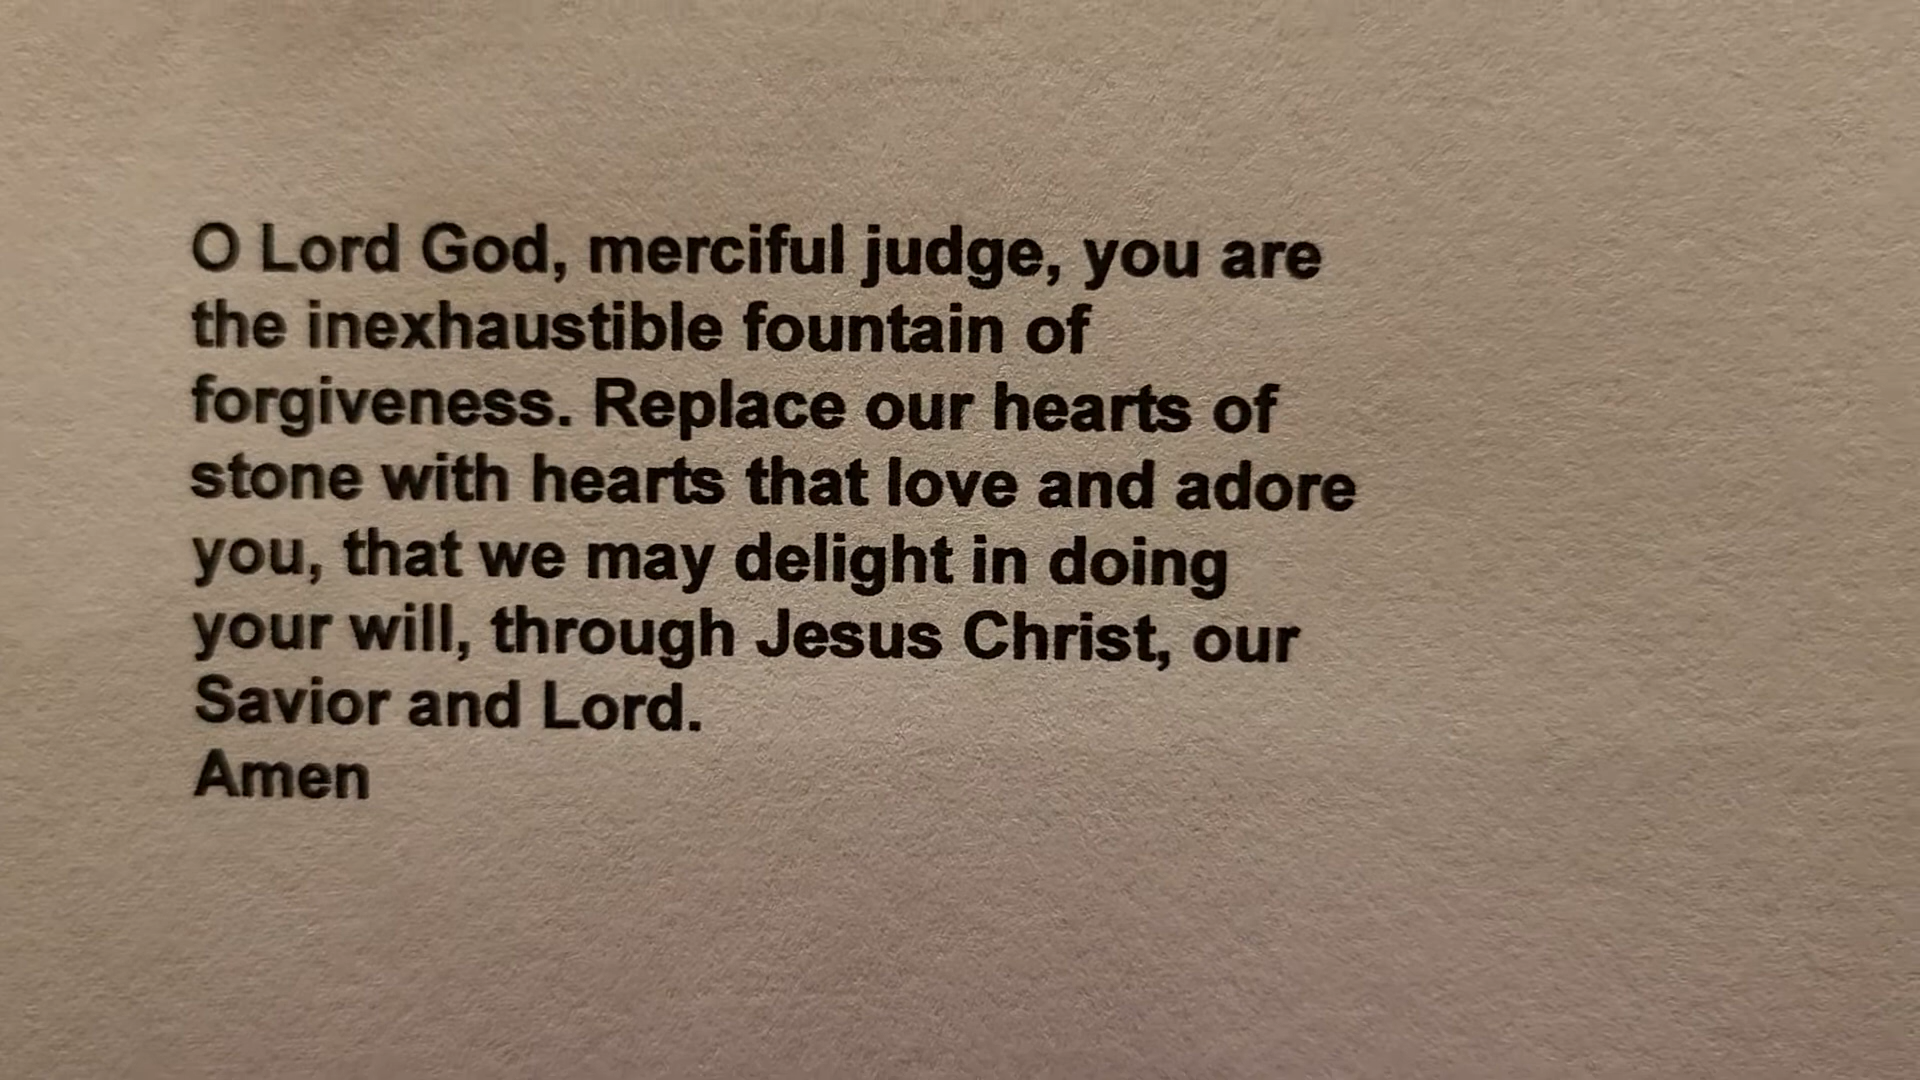 O Lord God, merciful judge, you are
the inexhaustible fountain of
forgiveness. Replace our hearts of
stone with hearts that love and adore
you, that we may delight in doing
your will, through Jesus Christ, our
Savior and Lord.
Amen